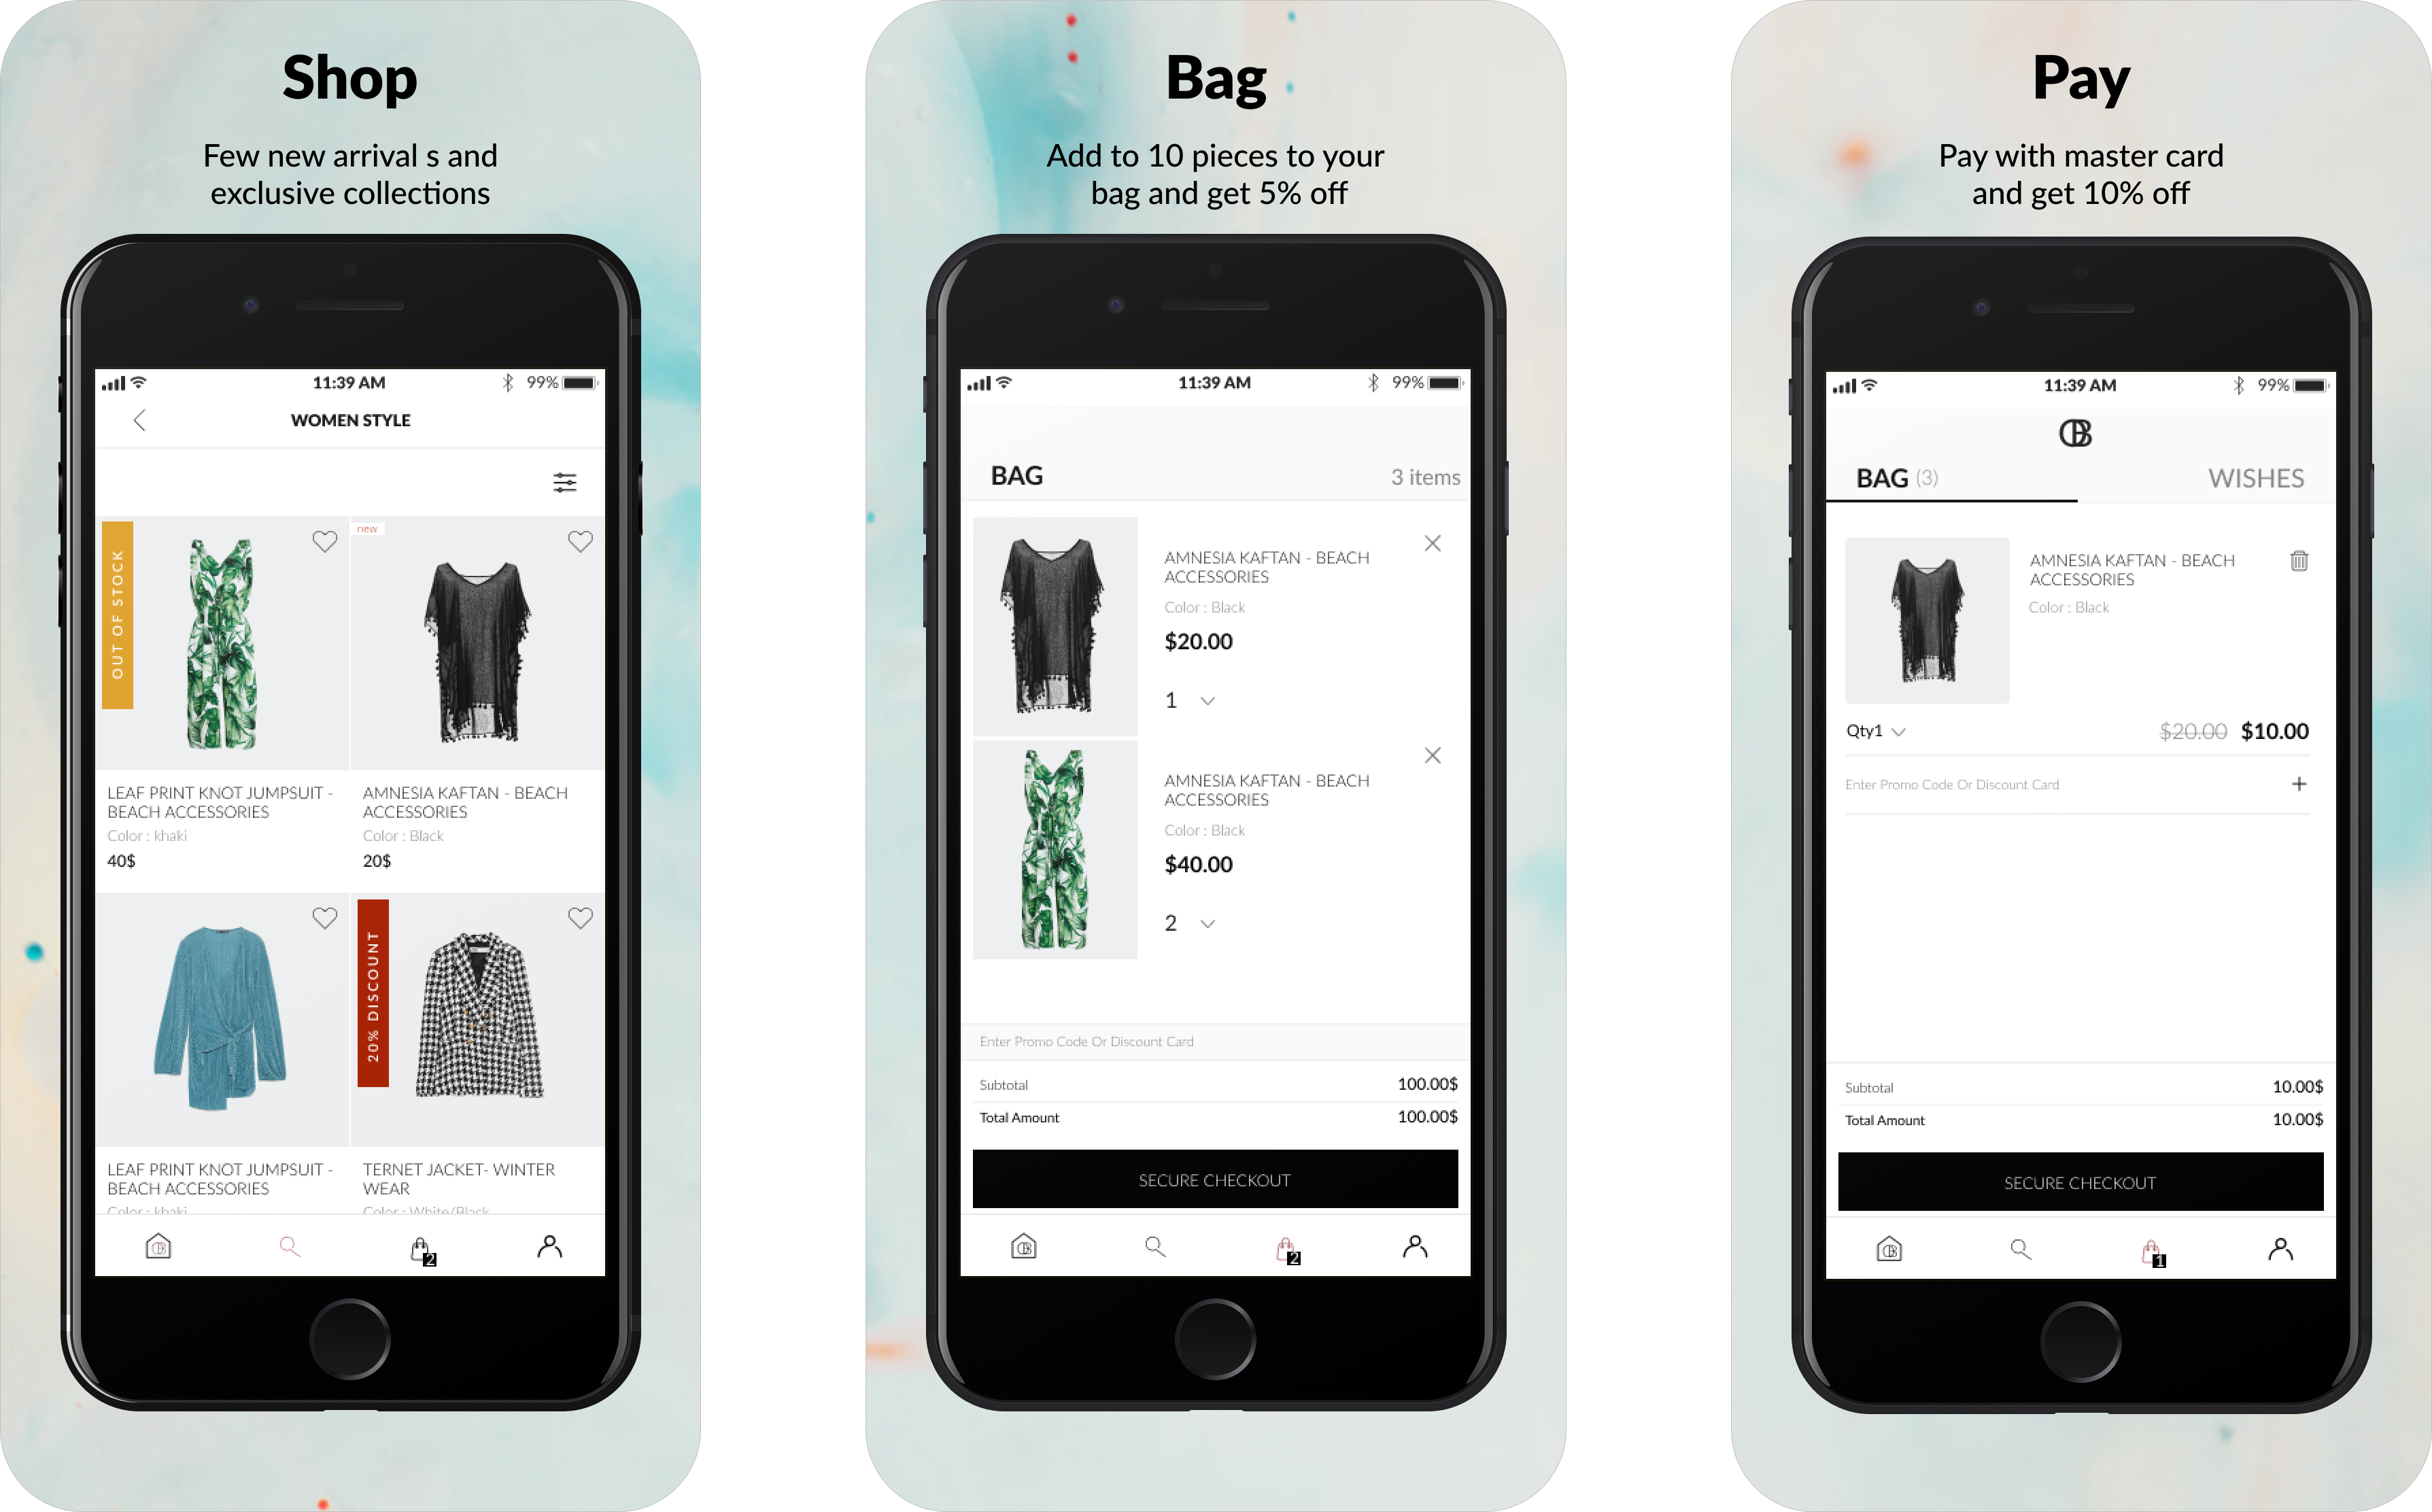 Shop
Few new arrival s and
exclusive collections
11:39 AM
99%
WOMEN STYLE
OUT OF STOCK
new
LEAF PRINT KNOT JUMPSUIT -
BEACH ACCESSORIES
Color : khaki
40$
AMNESIA KAFTAN - BEACH
ACCESSORIES
Color : Black
20$
20% DISCOUNT
LEAF PRINT KNOT JUMPSUIT -
BEACH ACCESSORIES
Color : khaki
TERNET JACKET- WINTER
WEAR
Color : White/Black
2
Bag
Add to 10 pieces to your
bag and get 5% off
11:39 AM
99%
BAG
3 items
AMNESIA KAFTAN - BEACH
ACCESSORIES
Color : Black
$20.00
1
AMNESIA KAFTAN - BEACH
ACCESSORIES
Color : Black
$40.00
2
Enter Promo Code Or Discount Card
Subtotal 100.00$
Total Amount 100.00$
SECURE CHECKOUT
2
Pay
Pay with master card
and get 10% off
11:39 AM
99%
BAG (3)
WISHES
AMNESIA KAFTAN - BEACH
ACCESSORIES
Color : Black
Qty1
$20.00 $10.00
Enter Promo Code Or Discount Card
+
Subtotal 10.00$
Total Amount 10.00$
SECURE CHECKOUT
1